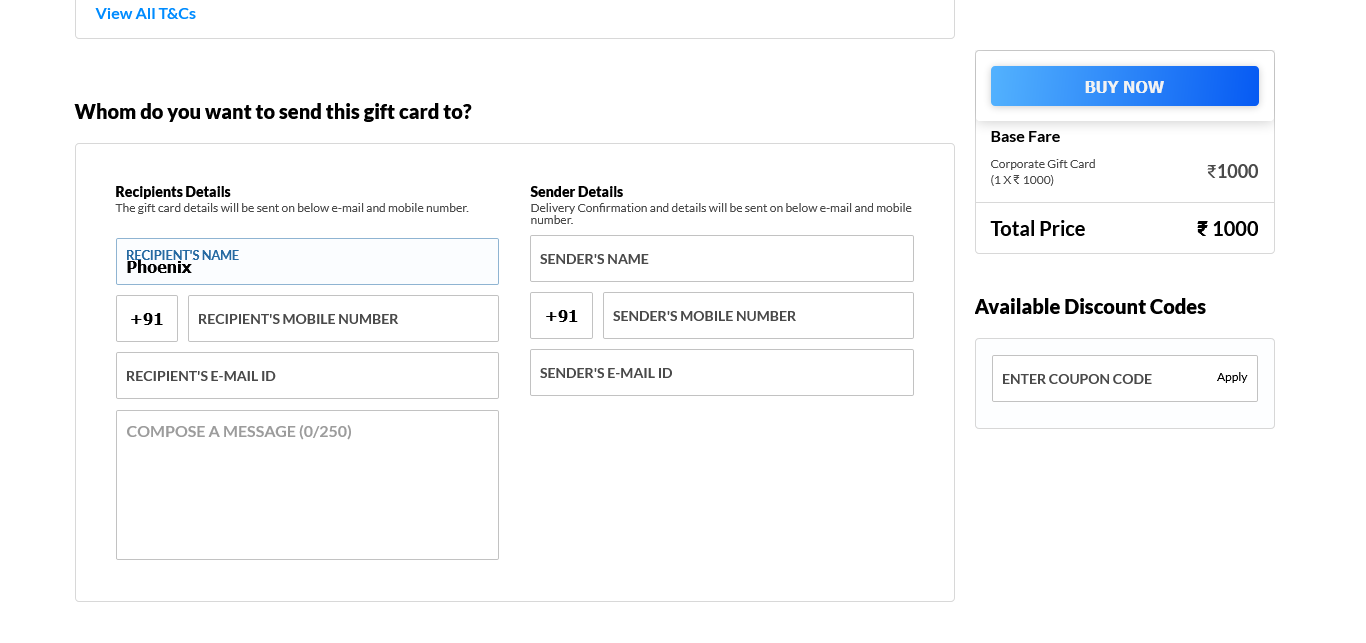 View All T&Cs
Whom do you want to send this gift card to?
Recipients Details
The gift card details will be sent on below e-mail and mobile number.
RECIPIENT'S NAME
Phoenix
+91
RECIPIENT'S MOBILE NUMBER
RECIPIENT'S E-MAIL ID
COMPOSE A MESSAGE (0/250)
Sender Details
Delivery Confirmation and details will be sent on below e-mail and mobile
number.
SENDER'S NAME
+91
SENDER'S MOBILE NUMBER
SENDER'S E-MAIL ID
BUY NOW
Base Fare
Corporate Gift Card
(1 X ₹ 1000)
₹1000
Total Price
₹ 1000
Available Discount Codes
ENTER COUPON CODE
Apply